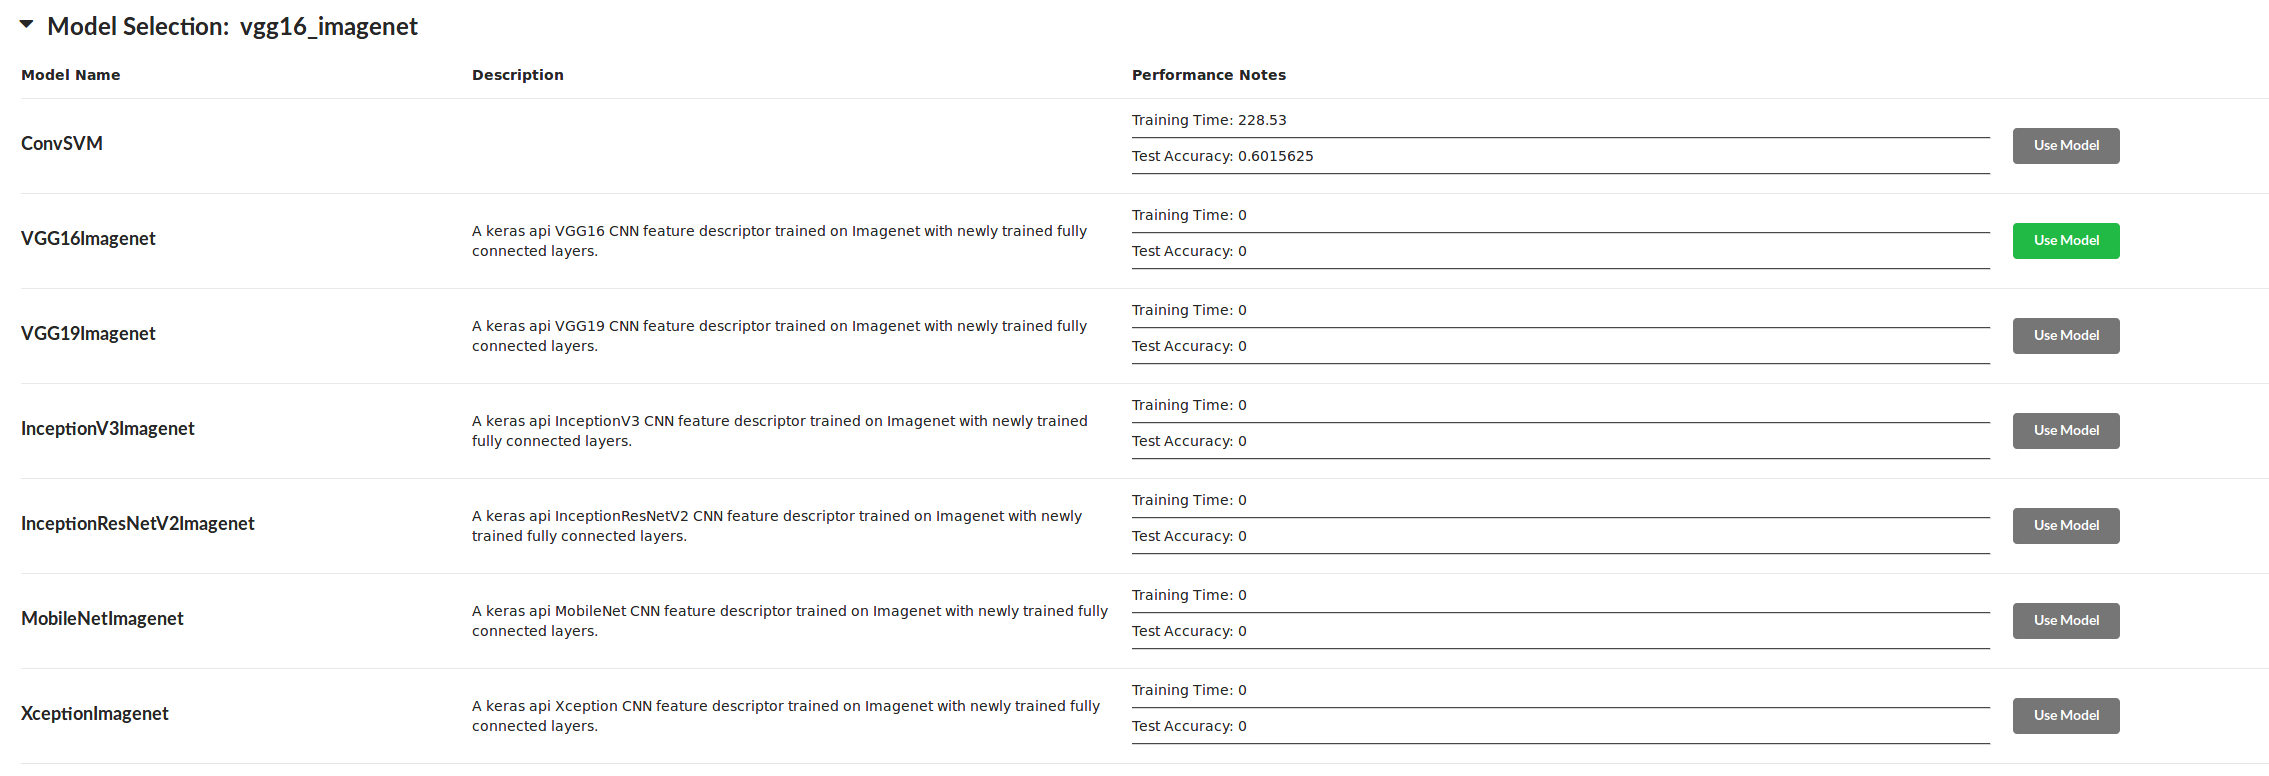 Model Selection: vgg16_imagenet
Model Name Description Performance Notes
ConvSVM
Training Time: 228.53
Test Accuracy: 0.6015625
Use Model
VGG16Imagenet
A keras api VGG16 CNN feature descriptor trained on Imagenet with newly trained fully
connected layers.
Training Time: 0
Test Accuracy: 0
Use Model
VGG19Imagenet
A keras api VGG19 CNN feature descriptor trained on Imagenet with newly trained fully
connected layers.
Training Time: 0
Test Accuracy: 0
Use Model
InceptionV3Imagenet
A keras api InceptionV3 CNN feature descriptor trained on Imagenet with newly trained
fully connected layers.
Training Time: 0
Test Accuracy: 0
Use Model
InceptionResNetV2Imagenet
A keras api InceptionResNetV2 CNN feature descriptor trained on Imagenet with newly
trained fully connected layers.
Training Time: 0
Test Accuracy: 0
Use Model
MobileNetImagenet
A keras api MobileNet CNN feature descriptor trained on Imagenet with newly trained fully
connected layers.
Training Time: 0
Test Accuracy: 0
Use Model
XceptionImagenet
A keras api Xception CNN feature descriptor trained on Imagenet with newly trained fully
connected layers.
Training Time: 0
Test Accuracy: 0
Use Model